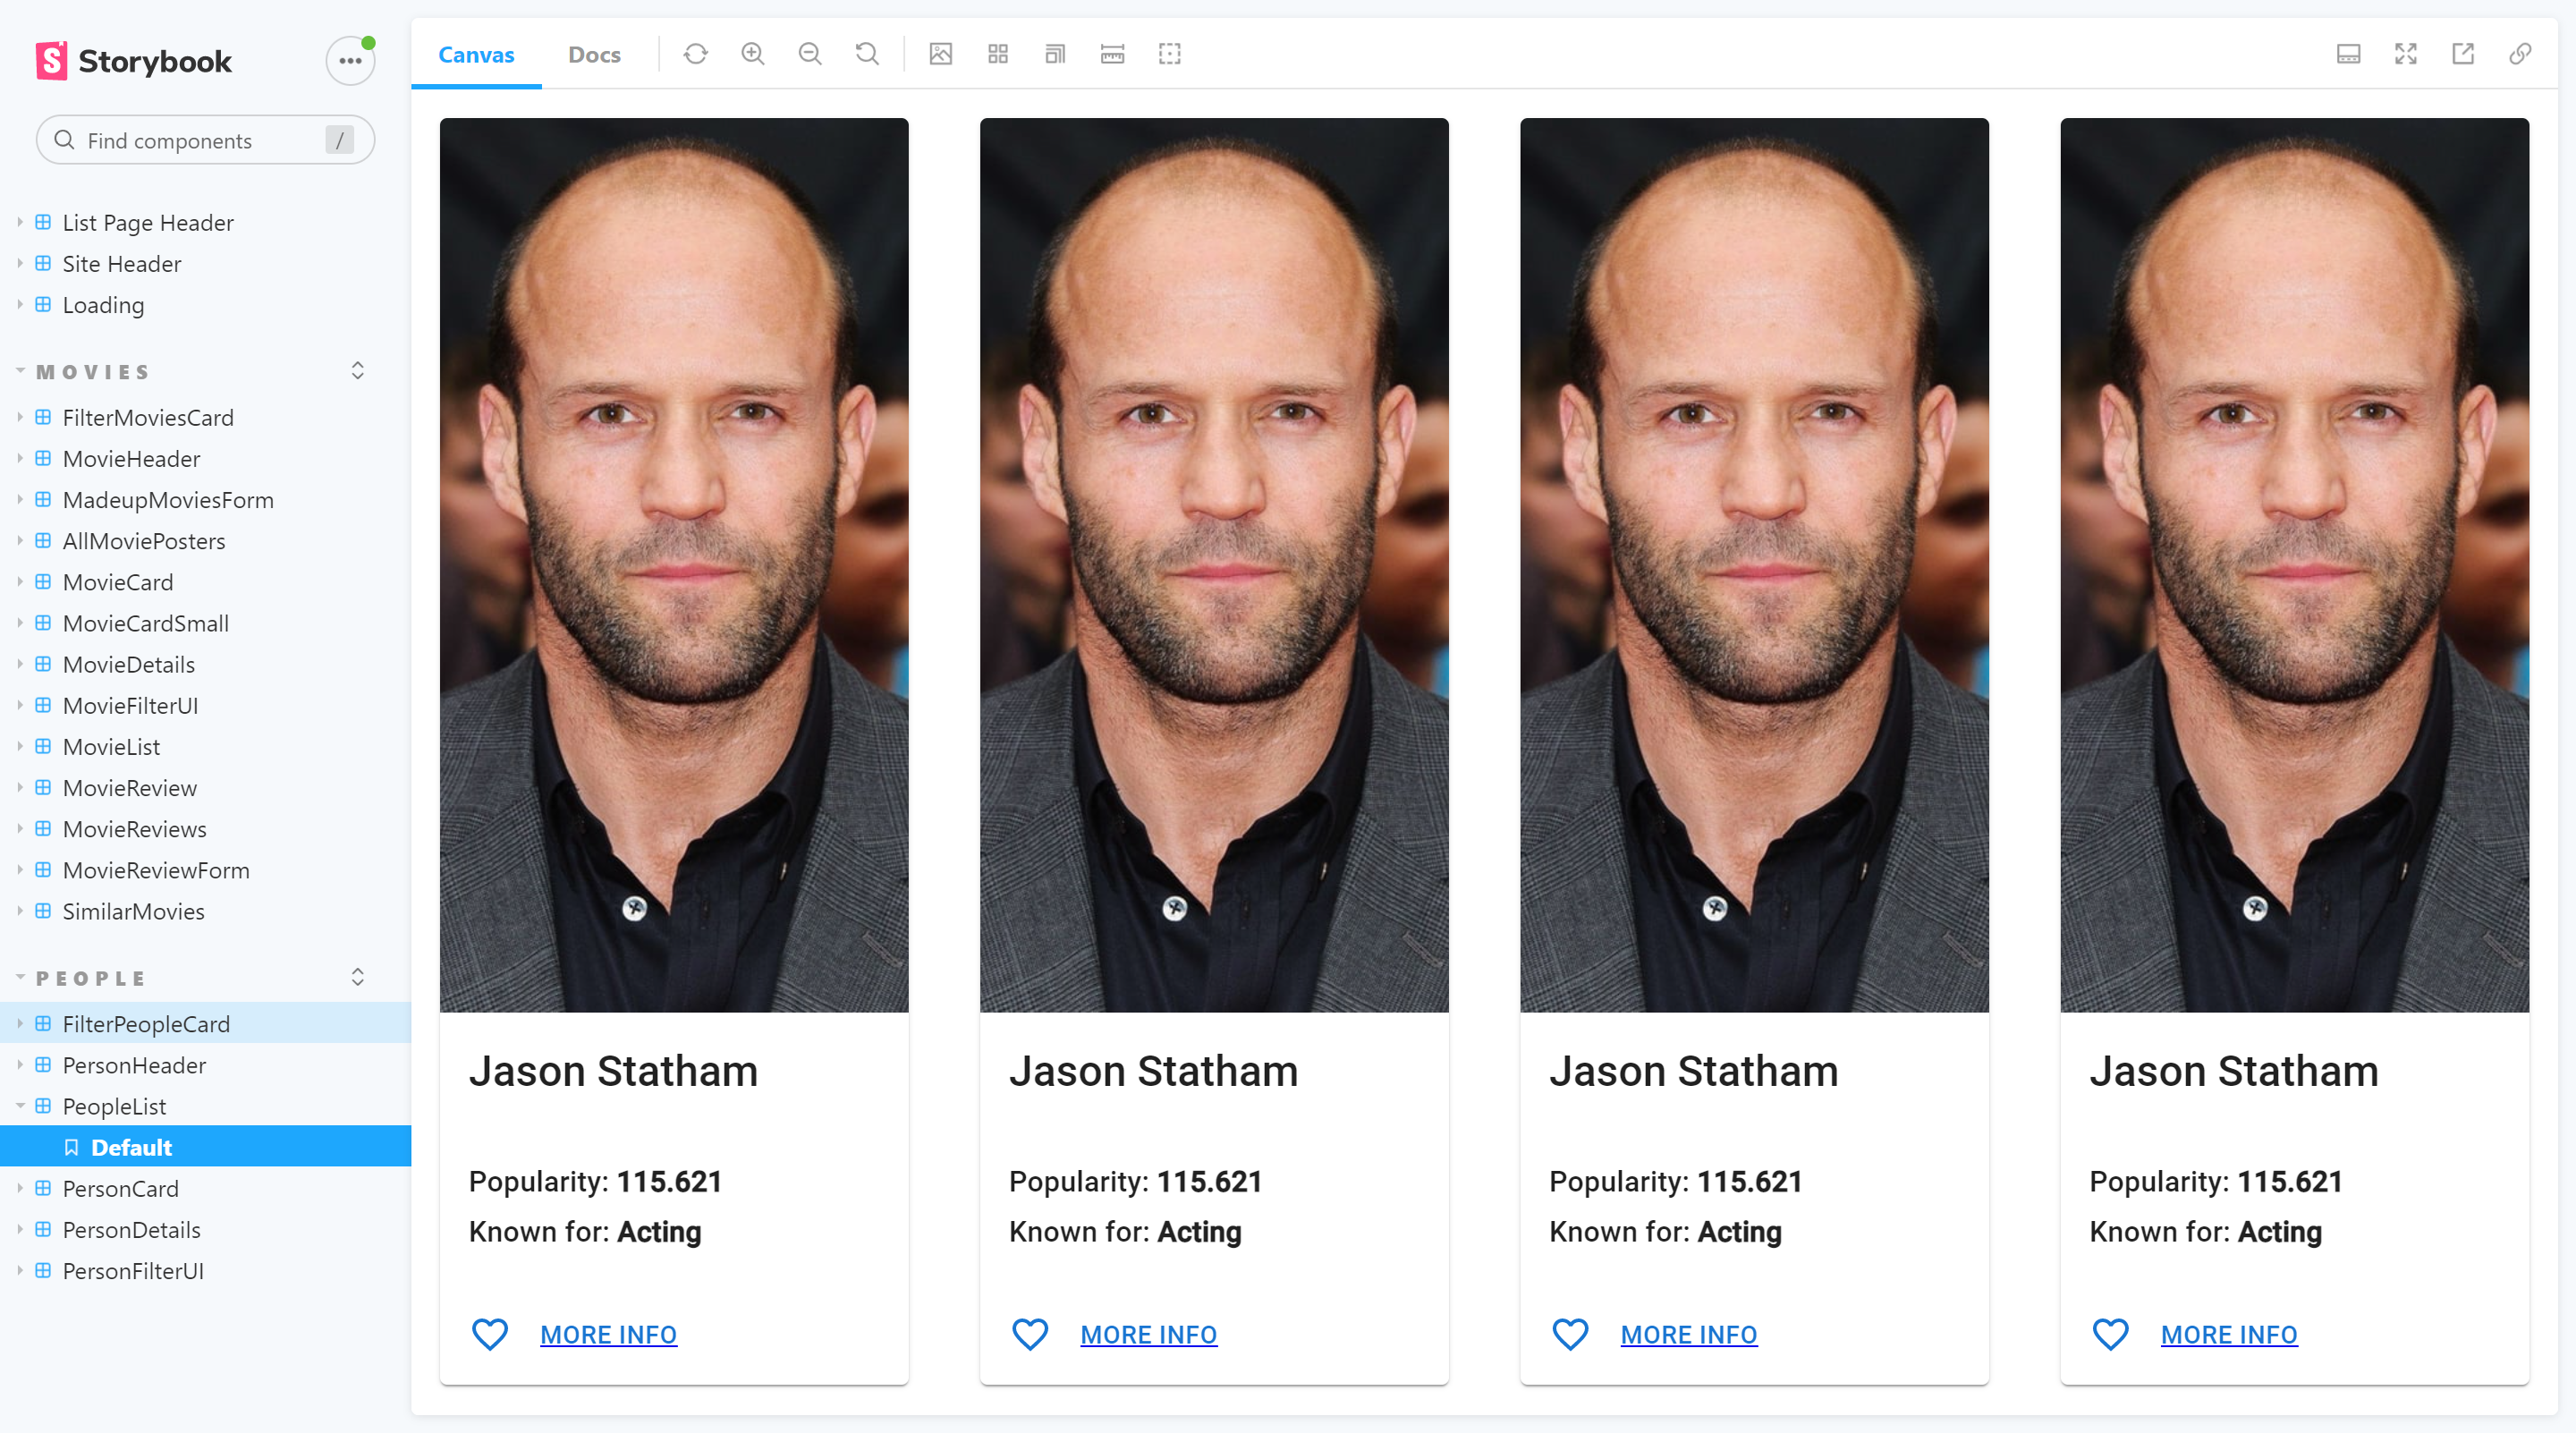 Storybook
Find components /
List Page Header
Site Header
Loading
MOVIES
FilterMoviesCard
MovieHeader
MadeupMoviesForm
AllMoviePosters
MovieCard
MovieCardSmall
MovieDetails
MovieFilterUI
MovieList
MovieReview
MovieReviews
MovieReviewForm
SimilarMovies
PEOPLE
FilterPeopleCard
PersonHeader
PeopleList
Default
PersonCard
PersonDetails
PersonFilterUI
Canvas Docs
Jason Statham
Popularity: 115.621
Known for: Acting
MORE INFO
Jason Statham
Popularity: 115.621
Known for: Acting
MORE INFO
Jason Statham
Popularity: 115.621
Known for: Acting
MORE INFO
Jason Statham
Popularity: 115.621
Known for: Acting
MORE INFO